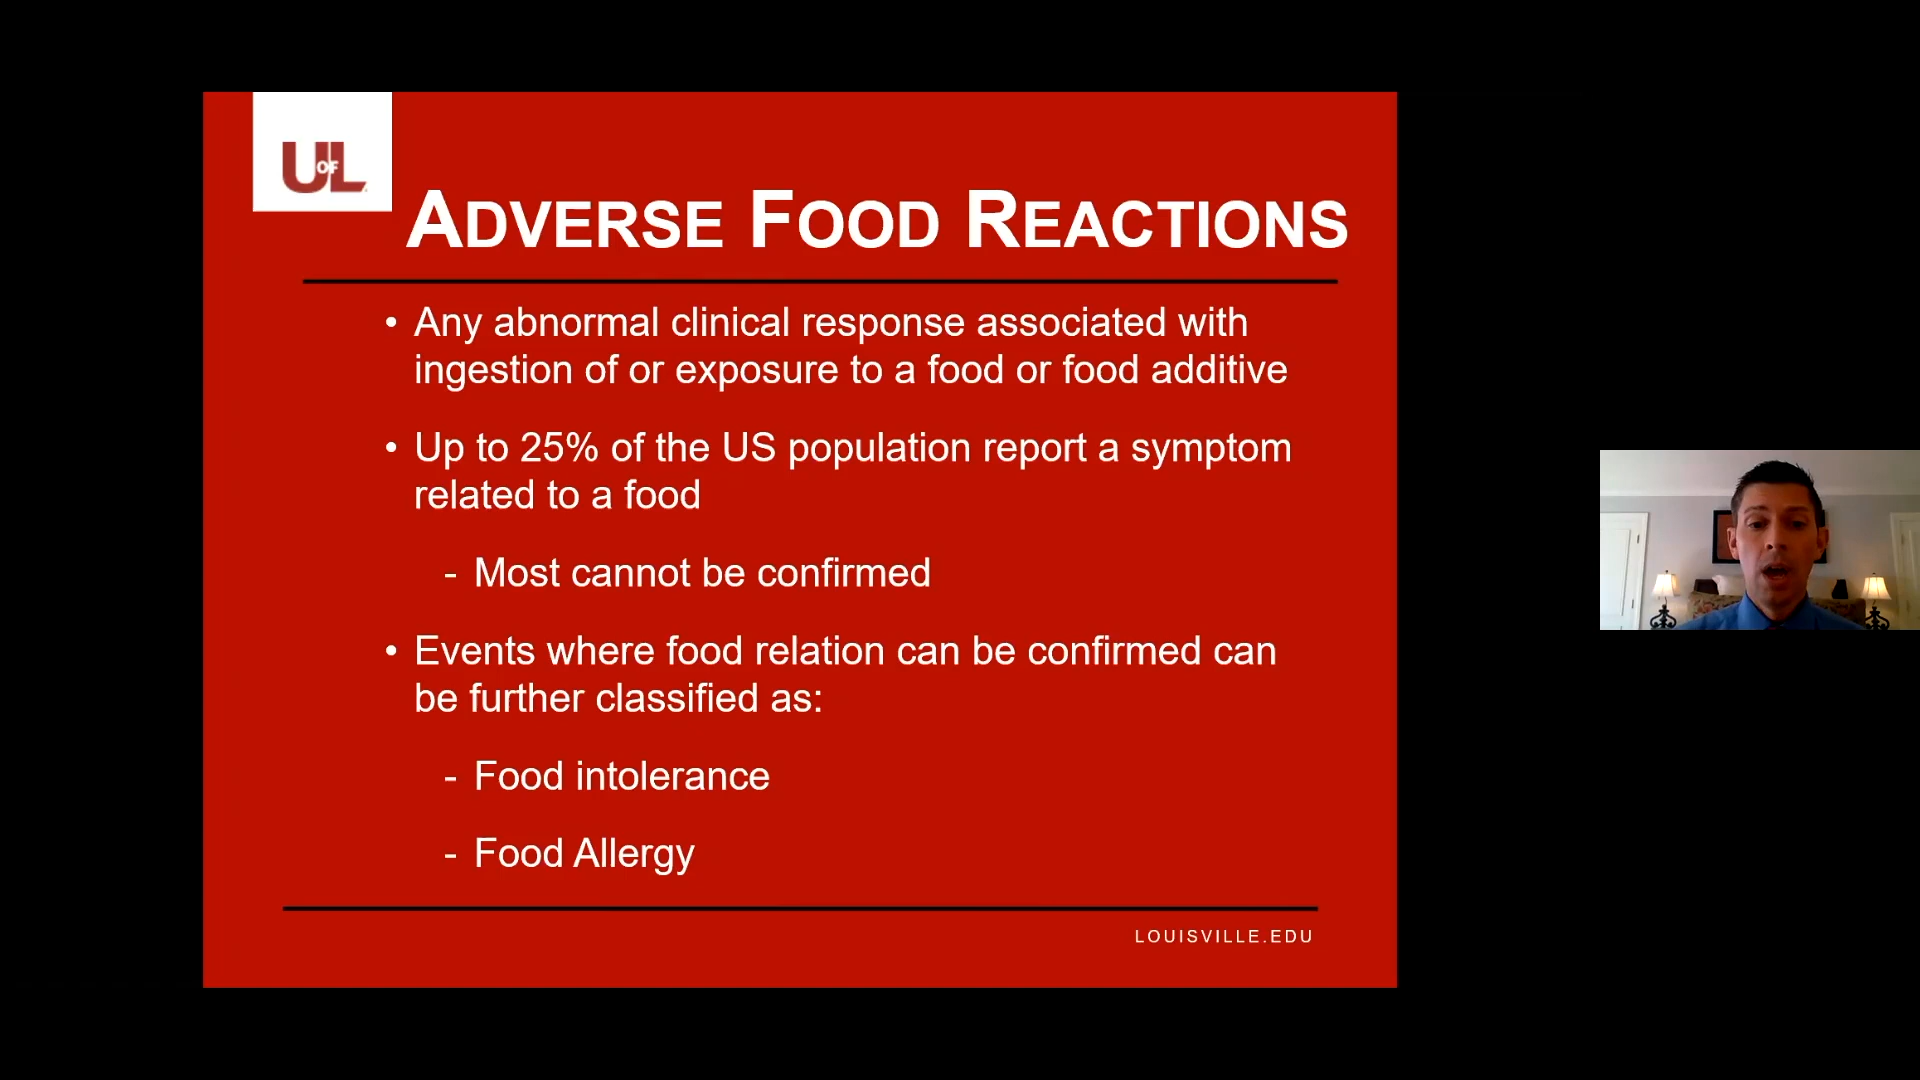 UOFL
ADVERSE FOOD REACTIONS
• Any abnormal clinical response associated with
ingestion of or exposure to a food or food additive
• Up to 25% of the US population report a symptom
related to a food
- Most cannot be confirmed
• Events where food relation can be confirmed can
be further classified as:
- Food intolerance
- Food Allergy
LOUISVILLE.EDU